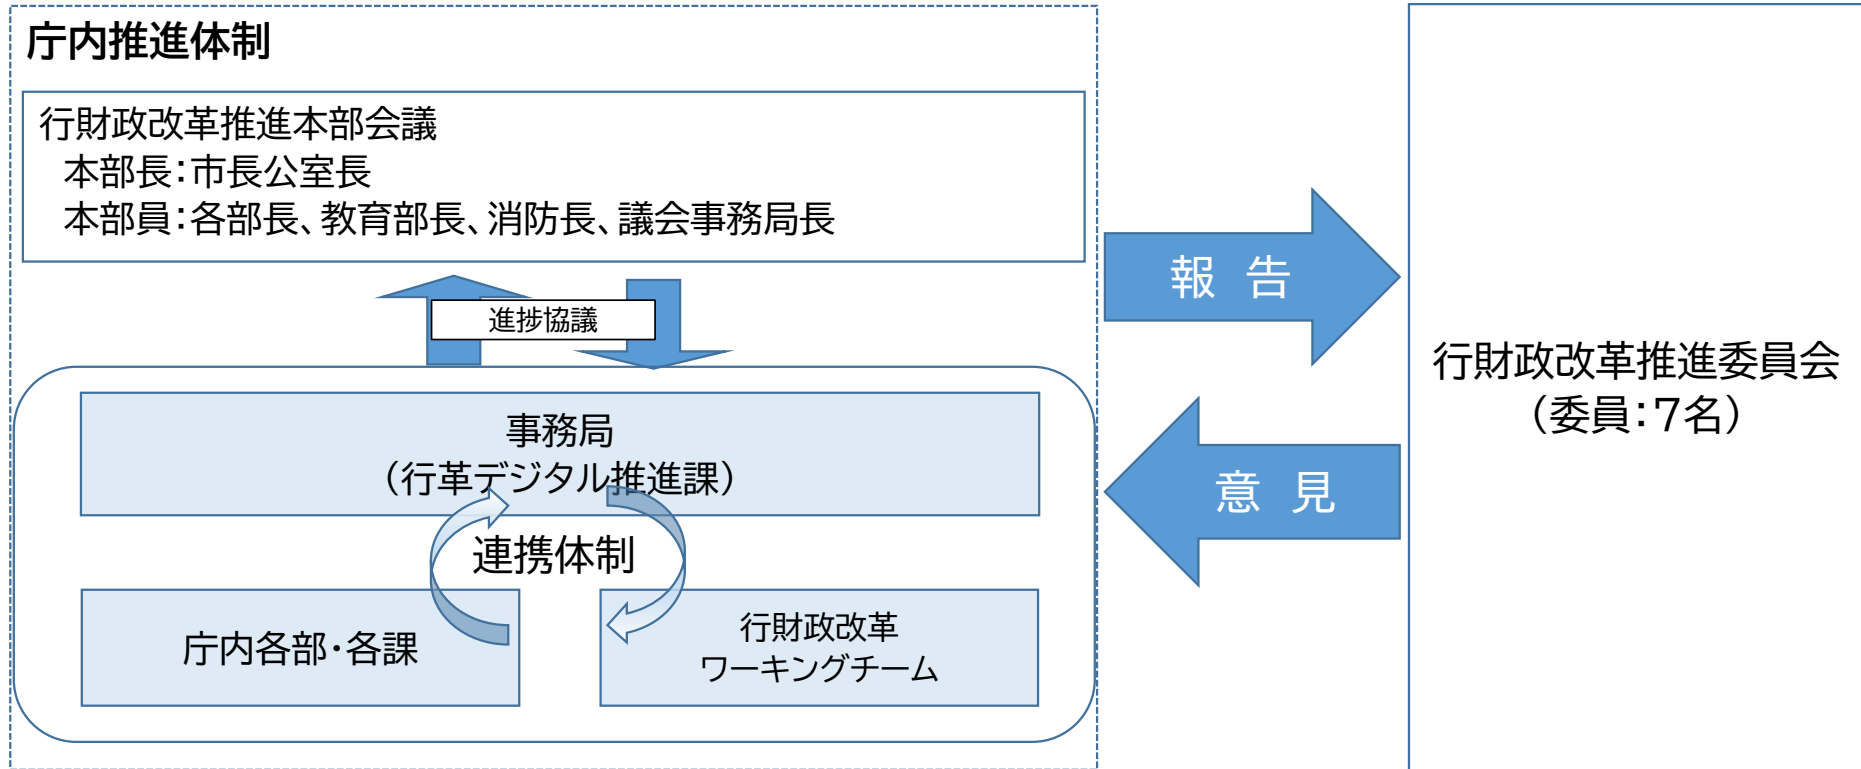 庁内推進体制
行財政改革推進本部会議
本部長：市長公室長
本部員：各部長、教育部長、消防長、議会事務局長
進捗協議
事務局
（行革デジタル推進課）
連携体制
庁内各部・各課
行財政改革
ワーキングチーム
報 告
意 見
行財政改革推進委員会
（委員：7名）